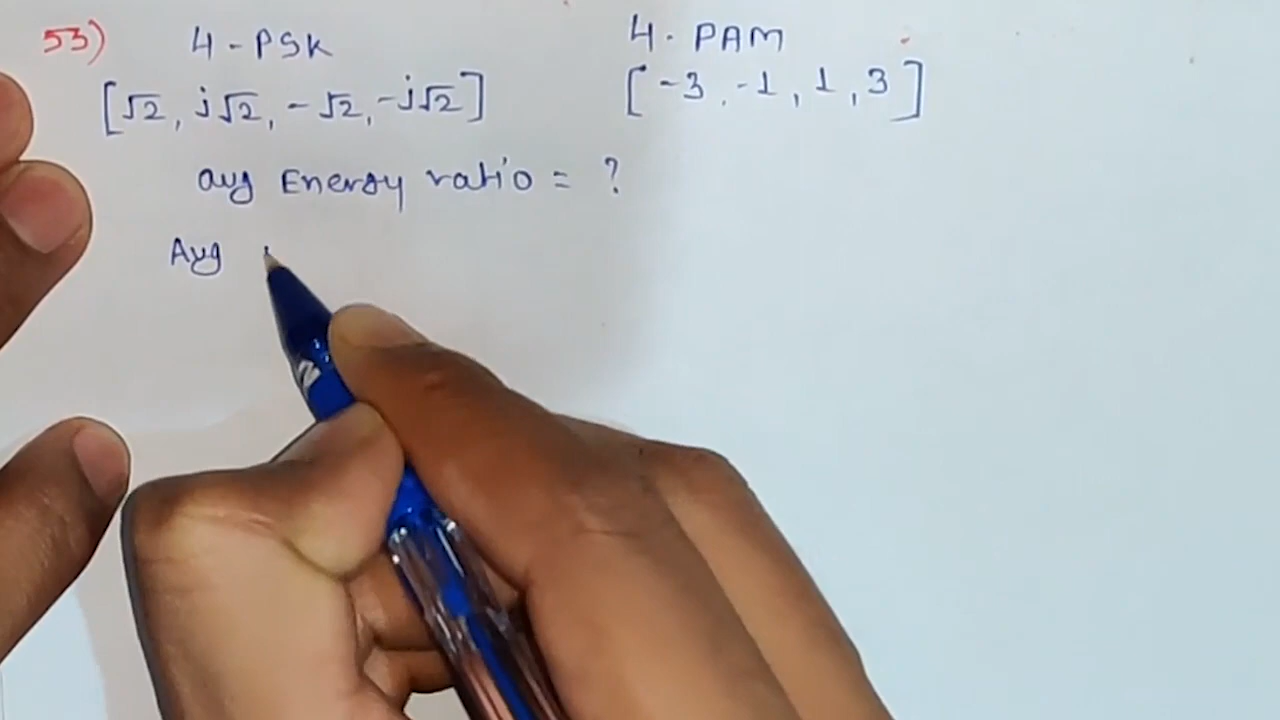 53) 4-PSK 4. PAM
[√2, j√2, -√2, -j√2] [-3, -1, 1, 3]
avg Energy ratio = ?
Avg